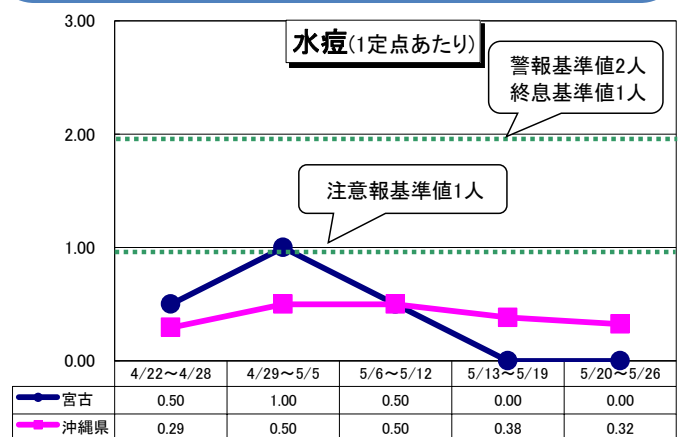 水痘(1定点あたり)
3.00
警報基準値2人
終息基準値1人
2.00
注意報基準値1人
1.00
0.00
4/22～4/28 4/29～5/5 5/6～5/12 5/13～5/19 5/20～5/26
宮古 0.50 1.00 0.50 0.00 0.00
沖縄県 0.29 0.50 0.50 0.38 0.32